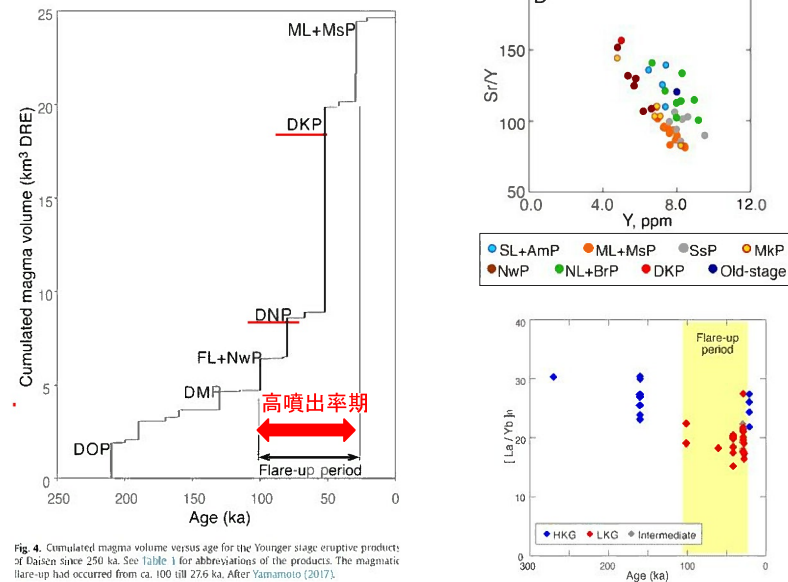 Cumulated magma volume (km³ DRE)
25
20
15
10
5
0
ML+MsP
DKP
DNP
FL+NwP
DMP
DOP
高噴出率期
Flare-up period
250
200
150
100
50
0
Age (ka)
Fig. 4. Cumulated magma volume versus age for the Younger stage eruptive products
of Daisen since 250 ka. See Table 1 for abbreviations of the products. The magmatic
flare-up had occurred from ca. 100 till 27.6 ka. After Yamamoto (2017).
Sr/Y
150
100
50
0.0
4.0
8.0
12.0
Y, ppm
SL+AmP
ML+MsP
SsP
MkP
NwP
NL+BrP
DKP
Old-stage
[ La / Yb ]n
40
30
20
10
0
Flare-up
period
HKG
LKG
Intermediate
300
200
100
0
Age (ka)